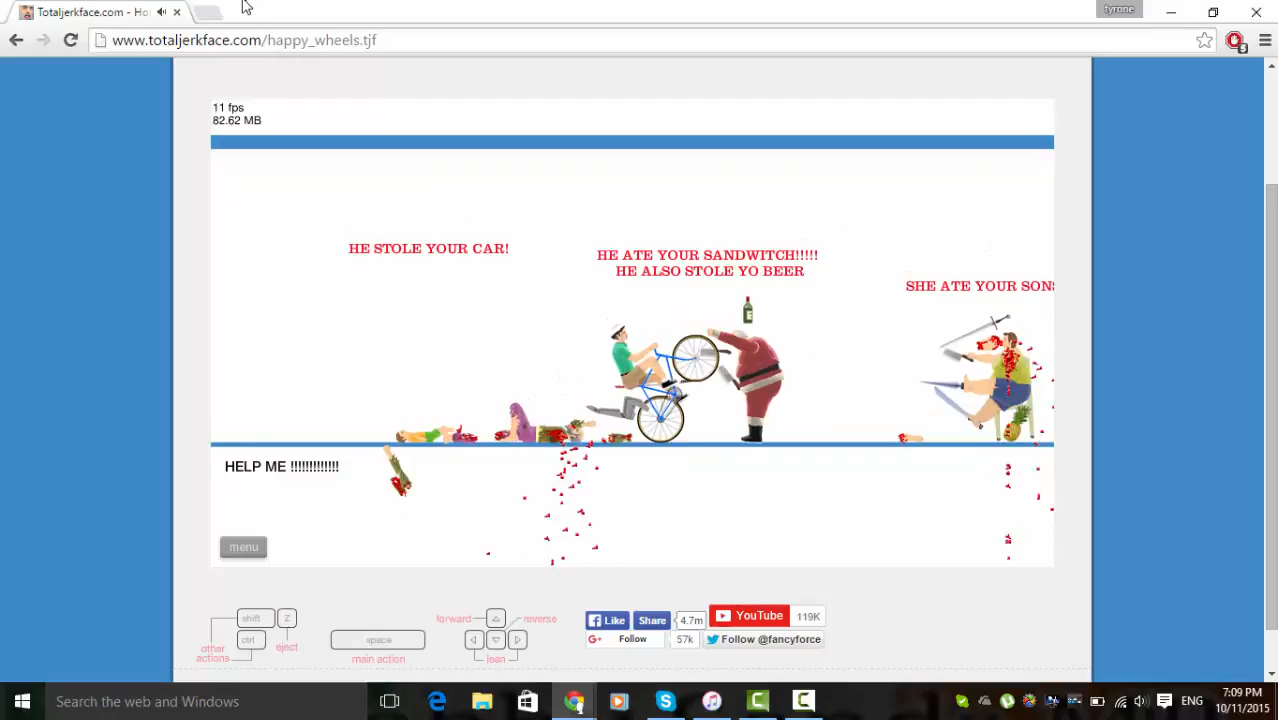 Totaljerkface.com - Ho
tyrone
www.totaljerkface.com/happy_wheels.tjf
11 fps
82.62 MB
HE STOLE YOUR CAR!
HE ATE YOUR SANDWITCH!!!!!
HE ALSO STOLE YO BEER
SHE ATE YOUR SONS
HELP ME !!!!!!!!!!!!
menu
shift
Z
ctrl
other
actions
eject
space
main action
forward
reverse
lean
Like
Share
4.7m
YouTube
119K
G+
Follow
57k
Follow @fancyforce
Search the web and Windows
ENG
7:09 PM
10/11/2015